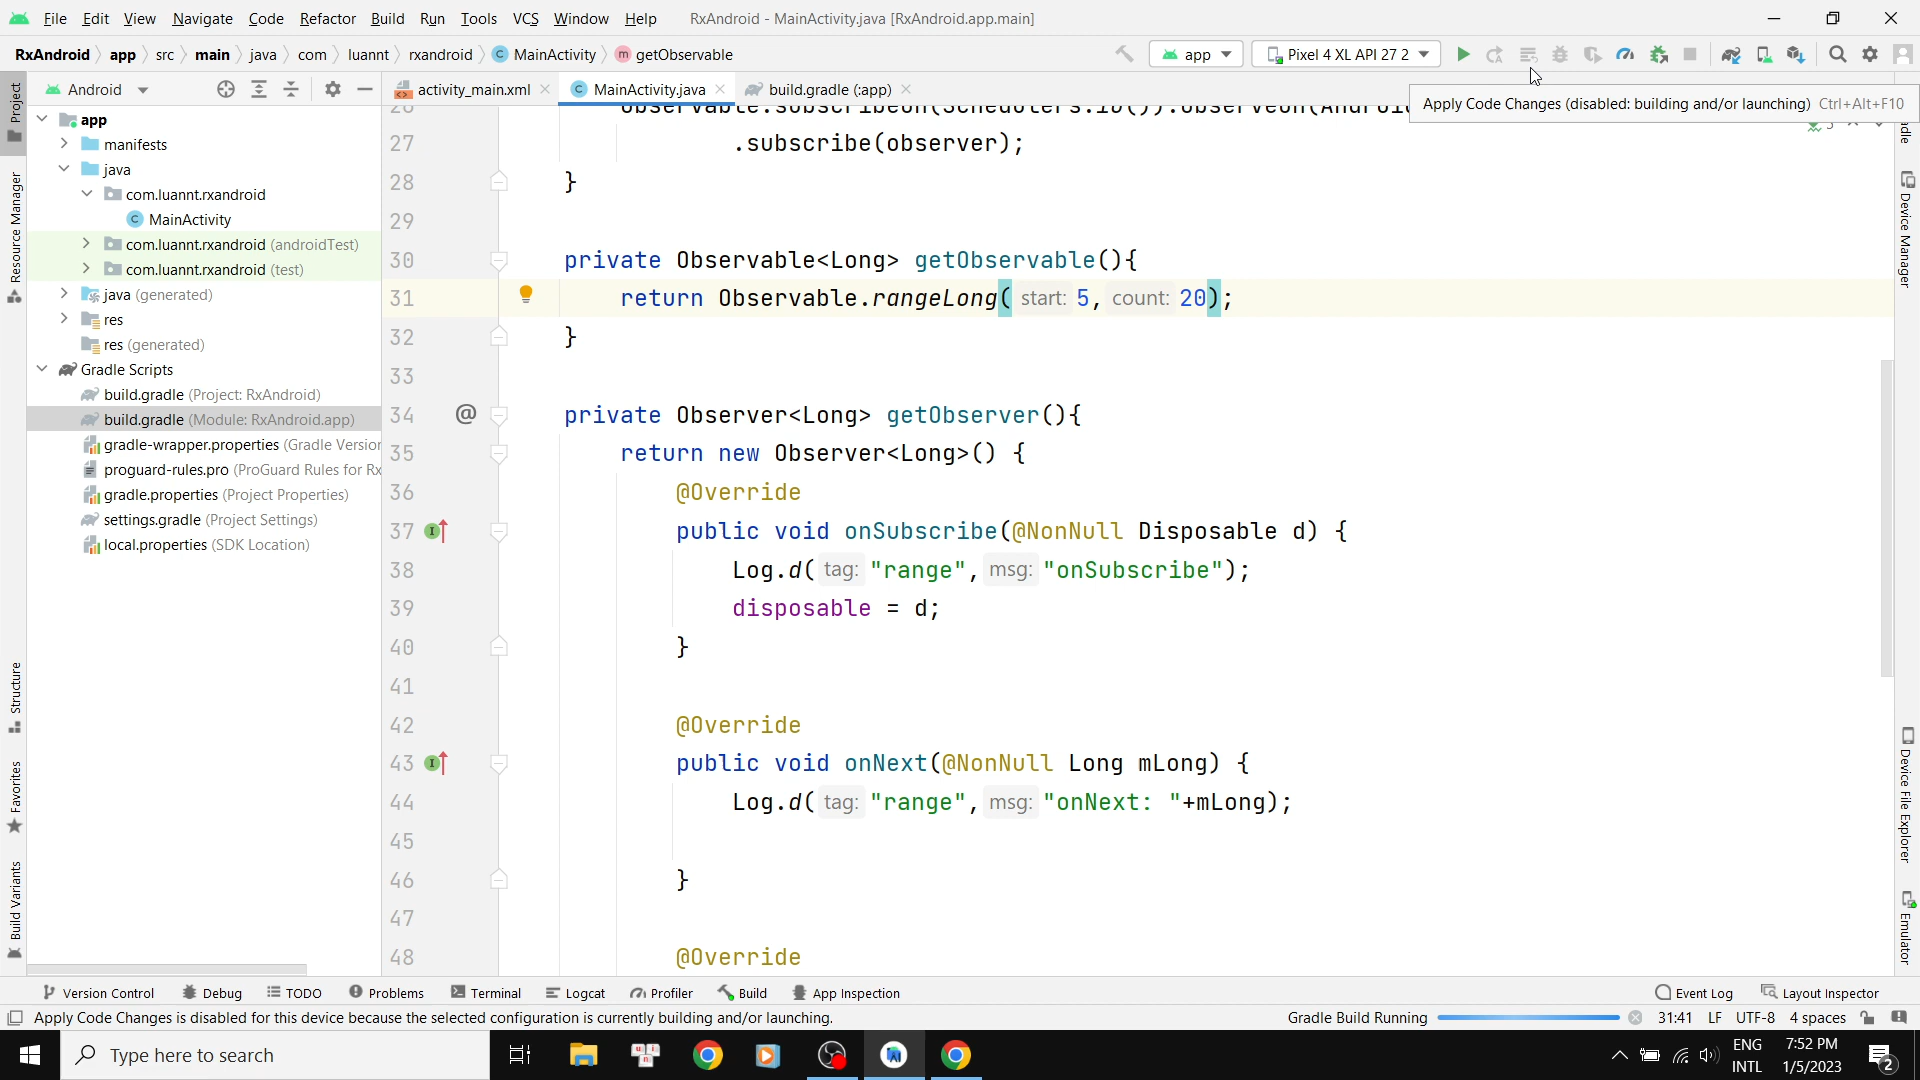 File Edit View Navigate Code Refactor Build Run Tools VCS Window Help RxAndroid - MainActivity.java [RxAndroid.app.main]
RxAndroid app src main java com luannt rxandroid MainActivity getObservable app Pixel 4 XL API 27 2
Android activity_main.xml MainActivity.java build.gradle (:app)
Apply Code Changes (disabled: building and/or launching) Ctrl+Alt+F10
Project
Resource Manager
Structure
Favorites
Build Variants
app
manifests
java
com.luannt.rxandroid
MainActivity
com.luannt.rxandroid (androidTest)
com.luannt.rxandroid (test)
java (generated)
res
res (generated)
Gradle Scripts
build.gradle (Project: RxAndroid)
build.gradle (Module: RxAndroid.app)
gradle-wrapper.properties (Gradle Version
proguard-rules.pro (ProGuard Rules for Rx
gradle.properties (Project Properties)
settings.gradle (Project Settings)
local.properties (SDK Location)
27 .subscribe(observer);
28 }
29
30 private Observable<Long> getObservable(){
31 return Observable.rangeLong( start: 5, count: 20);
32 }
33
34 private Observer<Long> getObserver(){
35 return new Observer<Long>() {
36 @Override
37 public void onSubscribe(@NonNull Disposable d) {
38 Log.d( tag: "range", msg: "onSubscribe");
39 disposable = d;
40 }
41
42 @Override
43 public void onNext(@NonNull Long mLong) {
44 Log.d( tag: "range", msg: "onNext: "+mLong);
45
46 }
47
48 @Override
Device Manager
Device File Explorer
Emulator
Version Control Debug TODO Problems Terminal Logcat Profiler Build App Inspection Event Log Layout Inspector
Apply Code Changes is disabled for this device because the selected configuration is currently building and/or launching. Gradle Build Running 31:41 LF UTF-8 4 spaces
Type here to search ENG 7:52 PM
INTL 1/5/2023 2